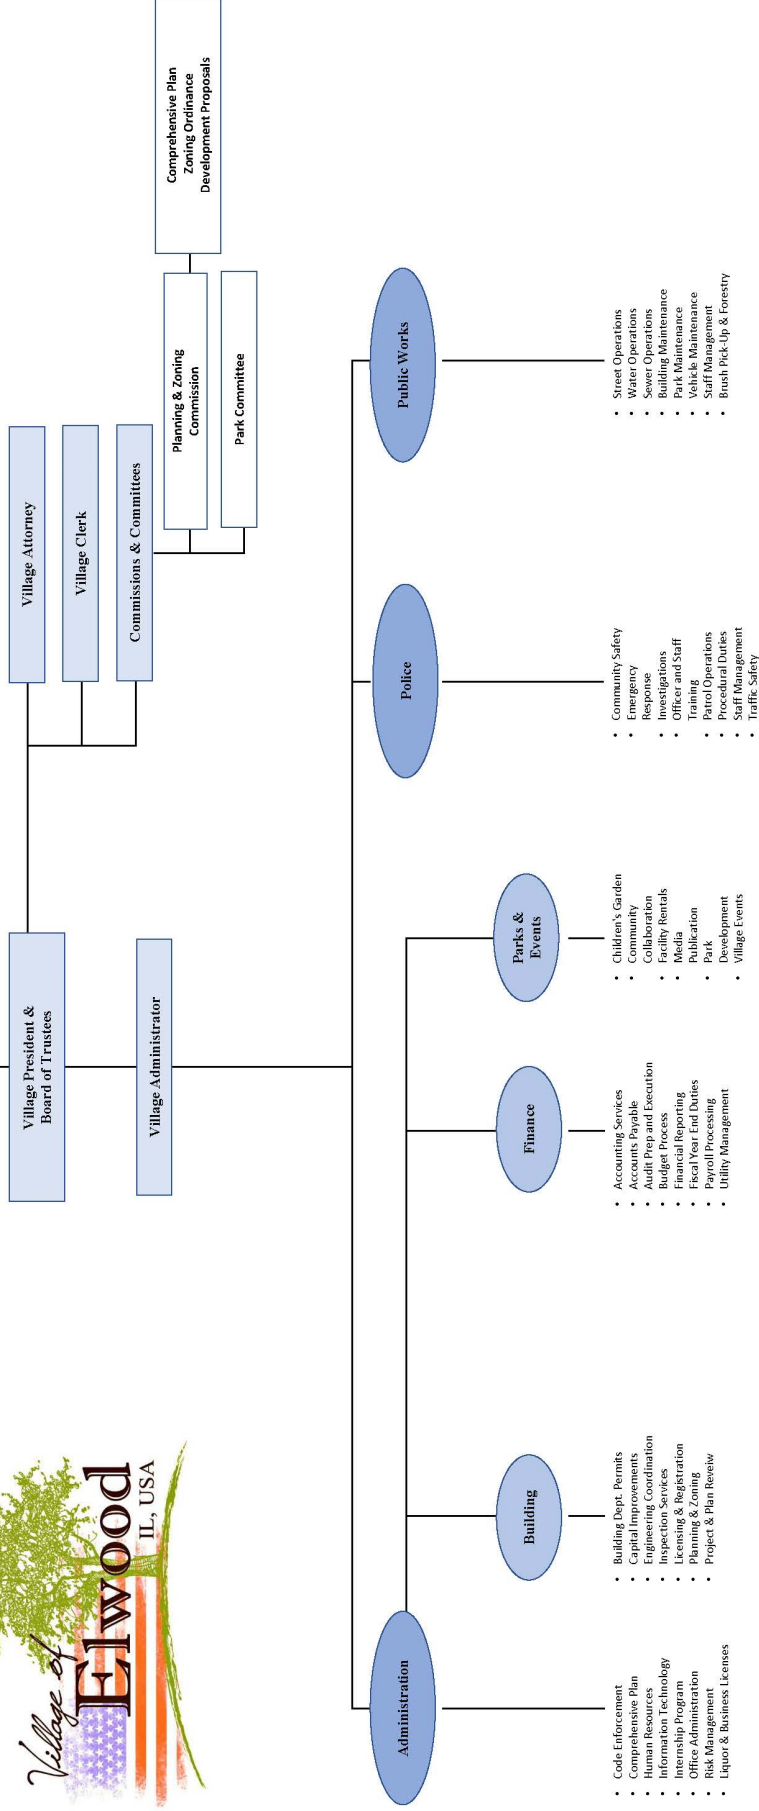 Village of
Elwood
IL, USA
Village President &
Board of Trustees
Village Attorney
Village Clerk
Commissions & Committees
Planning & Zoning
Commission
Comprehensive Plan
Zoning Ordinance
Development Proposals
Park Committee
Village Administrator
Administration
Police
Public Works
Building
Finance
Parks &
Events
• Code Enforcement
• Comprehensive Plan
• Human Resources
• Information Technology
• Internship Program
• Office Administration
• Risk Management
• Liquor & Business Licenses
• Building Dept. Permits
• Capital Improvements
• Engineering Coordination
• Inspection Services
• Licensing & Registration
• Planning & Zoning
• Project & Plan Reveiw
• Accounting Services
• Accounts Payable
• Audit Prep and Execution
• Budget Process
• Financial Reporting
• Fiscal Year End Duties
• Payroll Processing
• Utility Management
• Children's Garden
• Community
Collaboration
• Facility Rentals
• Media
Publication
• Park
Development
• Village Events
• Community Safety
• Emergency
Response
• Investigations
• Officer and Staff
Training
• Patrol Operations
• Procedural Duties
• Staff Management
• Traffic Safety
• Street Operations
• Water Operations
• Sewer Operations
• Building Maintenance
• Park Maintenance
• Vehicle Maintenance
• Staff Management
• Brush Pick-Up & Forestry